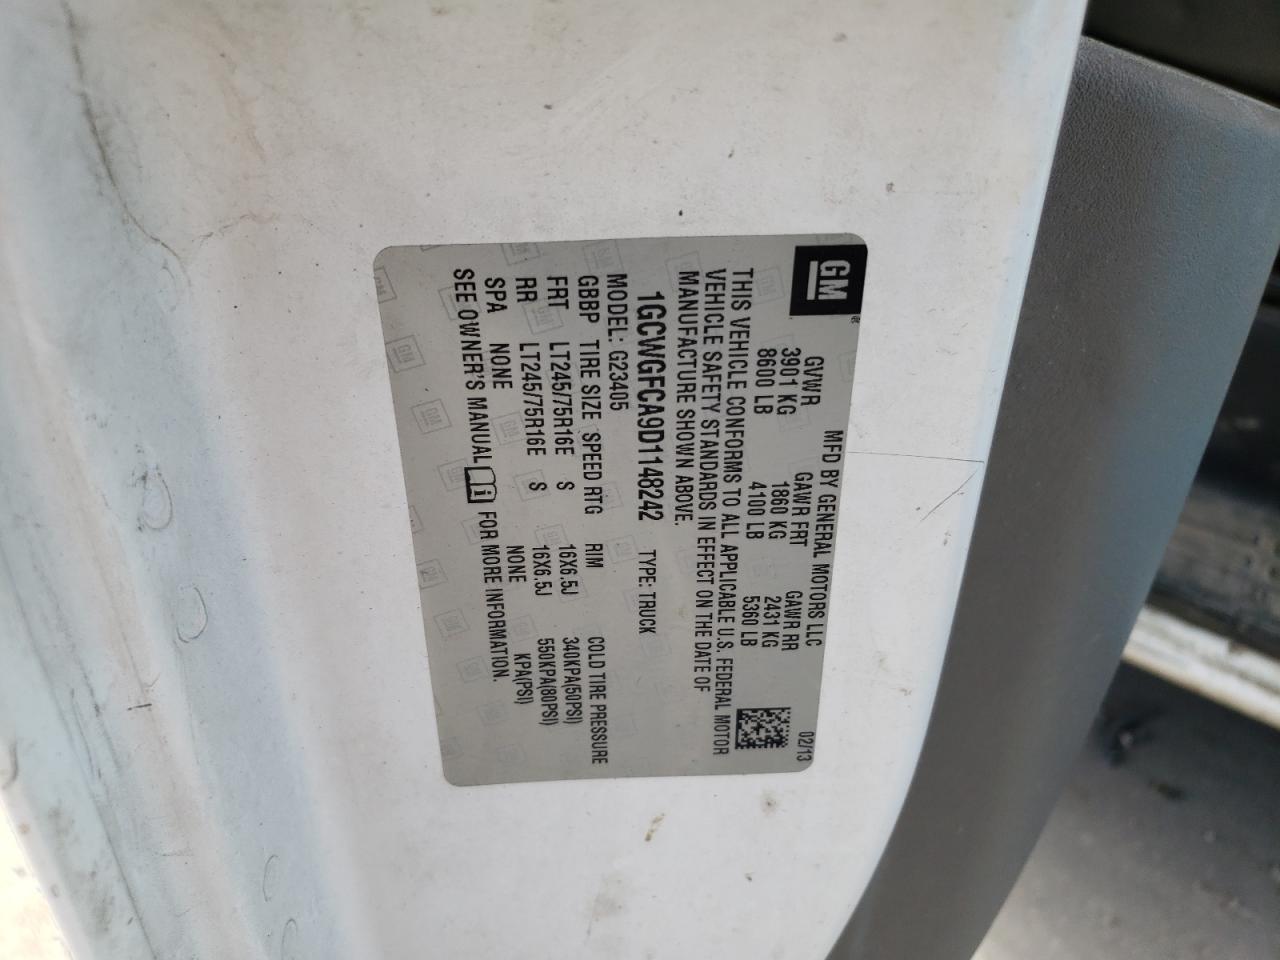 GM
MFD BY GENERAL MOTORS LLC 02/13
GVWR GAWR FRT GAWR RR
3901 KG 1860 KG 2431 KG
8600 LB 4100 LB 5360 LB
THIS VEHICLE CONFORMS TO ALL APPLICABLE U.S. FEDERAL MOTOR
VEHICLE SAFETY STANDARDS IN EFFECT ON THE DATE OF
MANUFACTURE SHOWN ABOVE.
1GCWGFCA9D1148242 TYPE: TRUCK
MODEL: G23405
GBBP TIRE SIZE SPEED RTG RIM COLD TIRE PRESSURE
FRT LT245/75R16E S 16X6.5J 340KPA(50PSI)
RR LT245/75R16E S 16X6.5J 550KPA(80PSI)
SPA NONE NONE KPA(PSI)
SEE OWNER'S MANUAL FOR MORE INFORMATION.